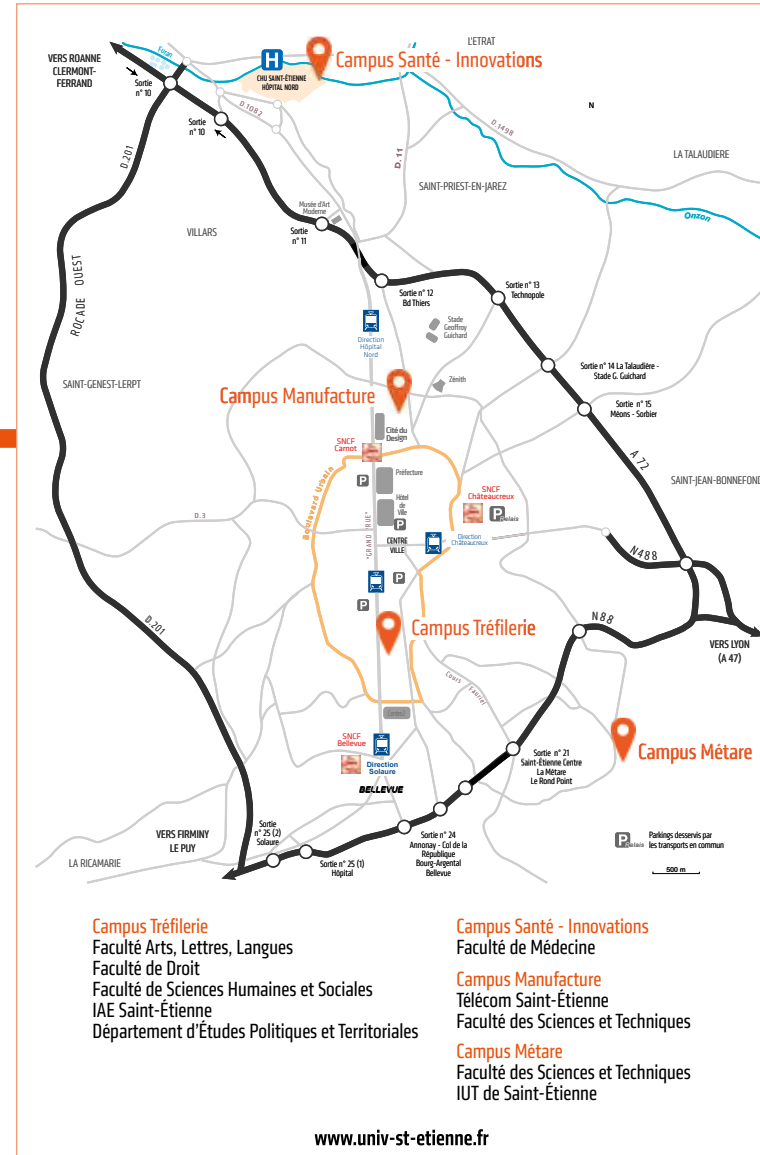 L'ETRAT
VERS ROANNE
CLERMONT-
FERRAND
Furan
H
Campus Santé - Innovations
CHU SAINT-ÉTIENNE
HÔPITAL NORD
Sortie
n° 10
D.1082
N
Sortie
n° 10
D.201
D.11
D.1498
LA TALAUDIERE
SAINT-PRIEST-EN-JAREZ
Musée d'Art
Moderne
Onzon
VILLARS
Sortie
n° 11
ROCADE OUEST
Sortie n° 12
Bd Thiers
Sortie n° 13
Technopole
Stade
Geoffroy
Guichard
Direction
Hôpital
Nord
Sortie n° 14 La Talaudière -
Stade G. Guichard
SAINT-GENEST-LERPT
Zénith
Campus Manufacture
Sortie n° 15
Méons - Sorbier
Cité du
Design
SNCF
Carnot
A 72
Boulevard Urbain
Préfecture
P
SAINT-JEAN-BONNEFOND
SNCF
Châteaucreux
Hôtel
de
Ville
P
Relais
D.3
"GRAND 'RUE"
P
CENTRE
VILLE
Direction
Châteaucreux
N488
P
P
D.201
N88
Campus Tréfilerie
VERS LYON
(A 47)
Cours Fauriel
Centre2
SNCF
Bellevue
Direction
Solaure
Campus Métare
Sortie n° 21
Saint-Étienne Centre
La Métare
Le Rond Point
BELLEVUE
VERS FIRMINY
LE PUY
Sortie
n° 25 (2)
Solaure
Sortie n° 24
Annonay - Col de la
République
Bourg-Argental
Bellevue
P
Relais
Parkings desservis par
les transports en commun
LA RICAMARIE
Sortie n° 25 (1)
Hôpital
500 m
Campus Tréfilerie
Faculté Arts, Lettres, Langues
Faculté de Droit
Faculté de Sciences Humaines et Sociales
IAE Saint-Étienne
Département d'Études Politiques et Territoriales
Campus Santé - Innovations
Faculté de Médecine
Campus Manufacture
Télécom Saint-Étienne
Faculté des Sciences et Techniques
Campus Métare
Faculté des Sciences et Techniques
IUT de Saint-Étienne
www.univ-st-etienne.fr